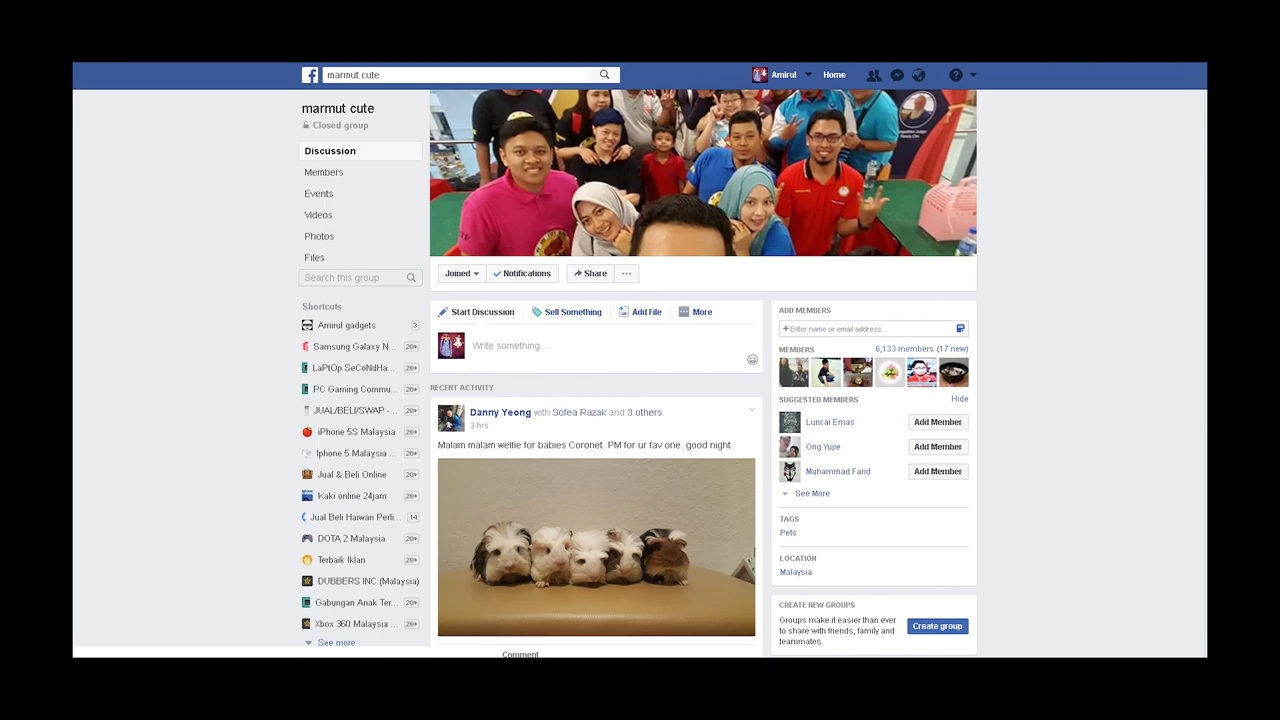 marmut cute
Amirul
Home
marmut cute
Closed group
Discussion
Members
Events
Videos
Photos
Files
Search this group
Shortcuts
Amirul gadgets 3
Samsung Galaxy N... 20+
LaPtOp SeCoNdHa... 20+
PC Gaming Commu... 20+
JUAL/BELI/SWAP -... 20+
iPhone 5S Malaysia 20+
Iphone 5 Malaysia ... 20+
Jual & Beli Online 20+
Kaki online 24jam 20+
Jual Beli Haiwan Perli... 14
DOTA 2 Malaysia 20+
Terbaik Iklan 20+
DUBBERS INC.(Malaysia)
Gabungan Anak Ter... 20+
Xbox 360 Malaysia ... 20+
See more
Joined
Notifications
Share
Start Discussion
Sell Something
Add File
More
Write something...
RECENT ACTIVITY
Danny Yeong with Sofea Razak and 3 others.
3 hrs
Malam malam welfie for babies Coronet..PM for ur fav one..good night.
Comment
ADD MEMBERS
+Enter name or email address...
MEMBERS 6,133 members (17 new)
SUGGESTED MEMBERS Hide
Luncai Emas Add Member
Ong Yujie Add Member
Muhammad Farid Add Member
See More
TAGS
Pets
LOCATION
Malaysia
CREATE NEW GROUPS
Groups make it easier than ever
to share with friends, family and
teammates.
Create group